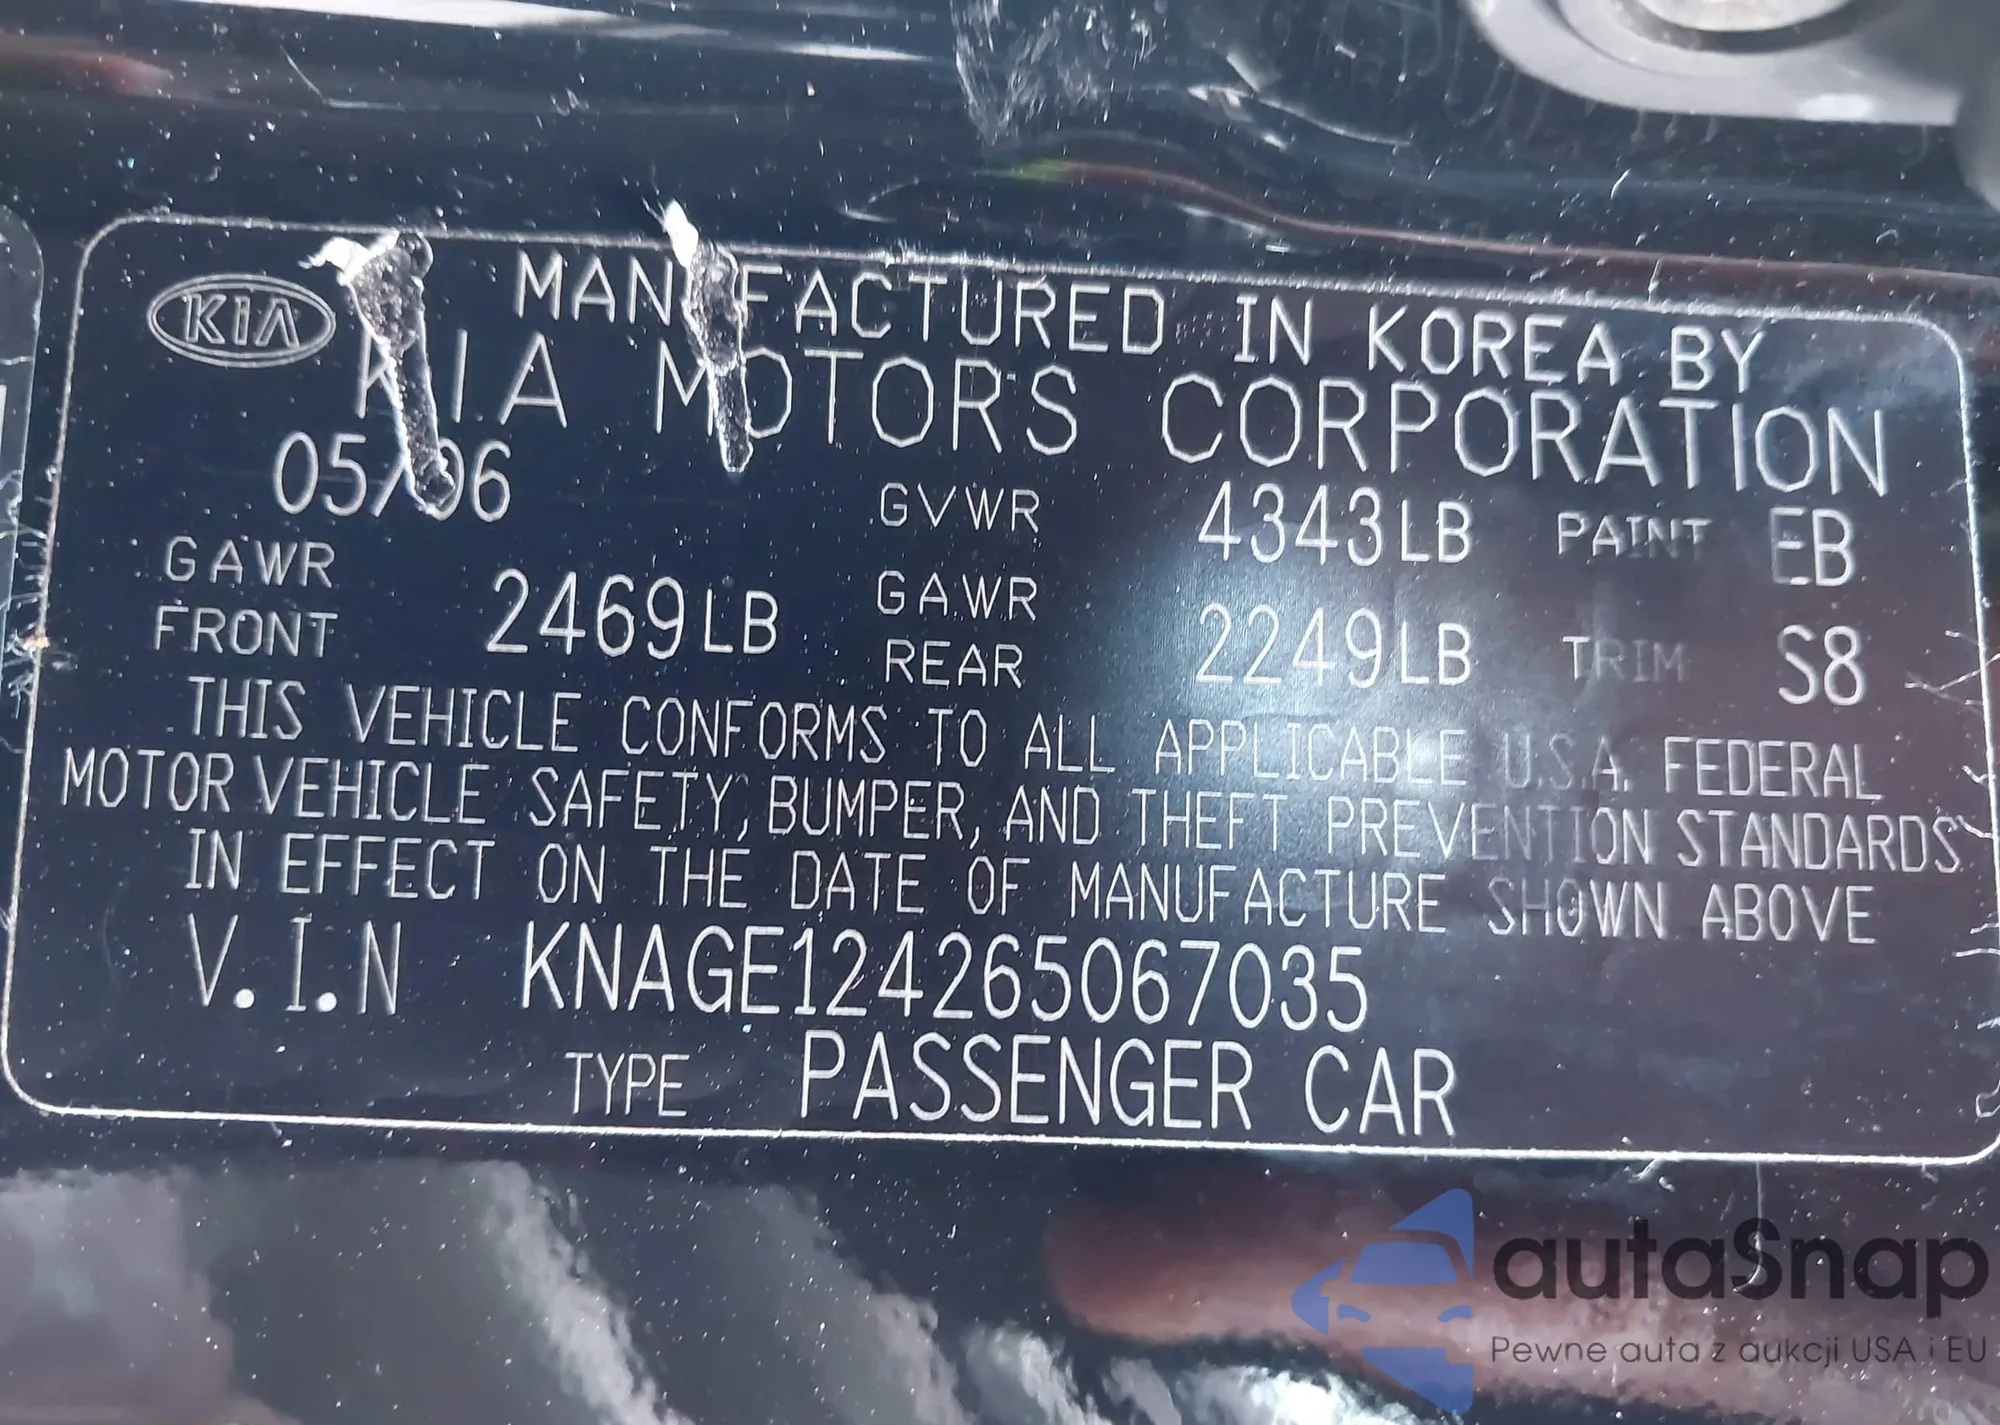 KIA
MANUFACTURED IN KOREA BY
KIA MOTORS CORPORATION
05/06 GVWR 4343LB PAINT EB
GAWR FRONT 2469LB GAWR REAR 2249LB TRIM S8
THIS VEHICLE CONFORMS TO ALL APPLICABLE U.S.A. FEDERAL
MOTOR VEHICLE SAFETY, BUMPER, AND THEFT PREVENTION STANDARDS
IN EFFECT ON THE DATE OF MANUFACTURE SHOWN ABOVE
V.I.N KNAGE124265067035
TYPE PASSENGER CAR
autaSnap
Pewne auta z aukcji USA i EU